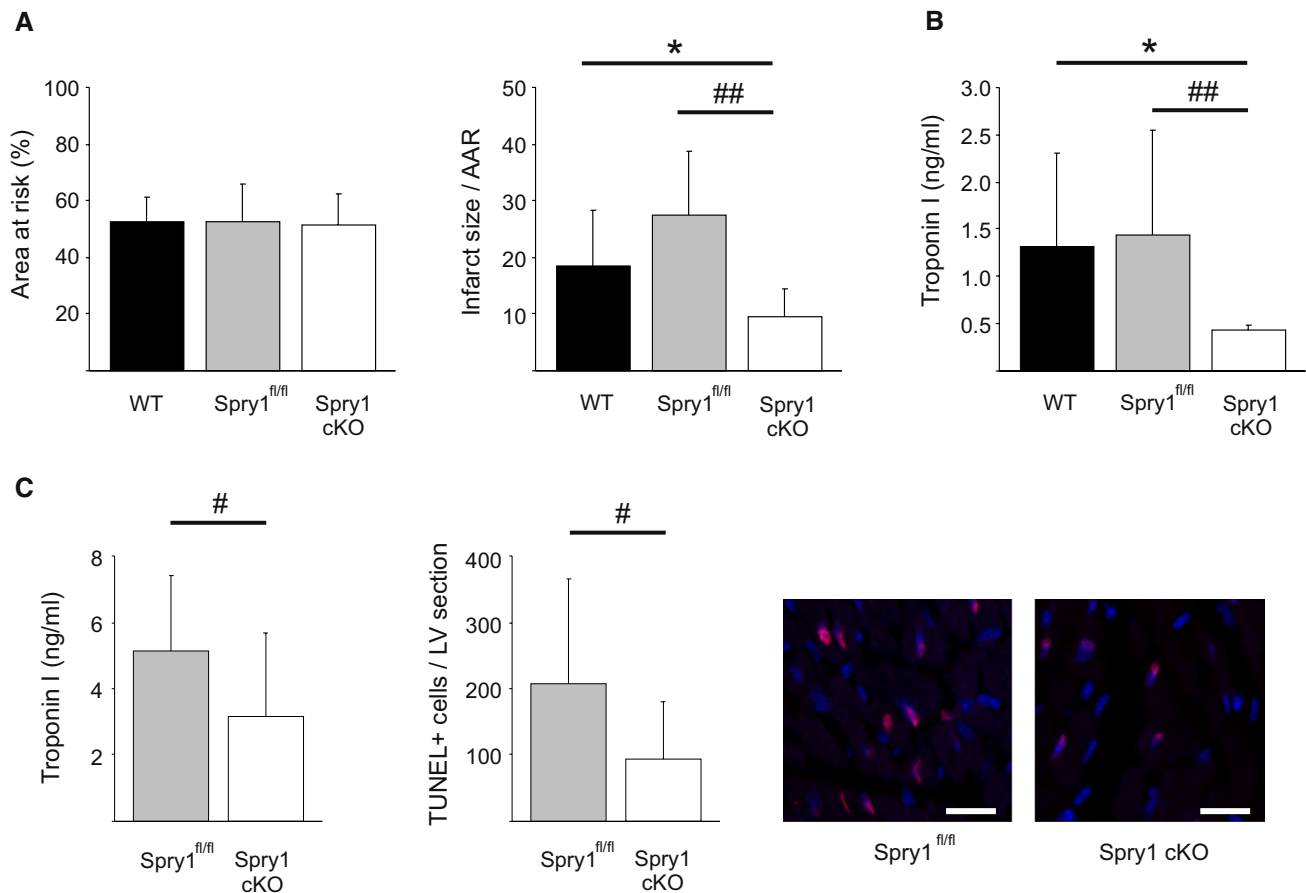 A
B
Area at risk (%)
100
80
60
40
20
WT
Spry1fl/fl
Spry1
cKO
Infarct size / AAR
50
40
30
20
10
*
##
WT
Spry1fl/fl
Spry1
cKO
Troponin I (ng/ml)
3.0
2.5
2.0
1.5
1.0
0.5
*
##
WT
Spry1fl/fl
Spry1
cKO
C
Troponin I (ng/ml)
8
6
4
2
#
Spry1fl/fl
Spry1
cKO
TUNEL+ cells / LV section
400
300
200
100
#
Spry1fl/fl
Spry1
cKO
Spry1fl/fl
Spry1 cKO